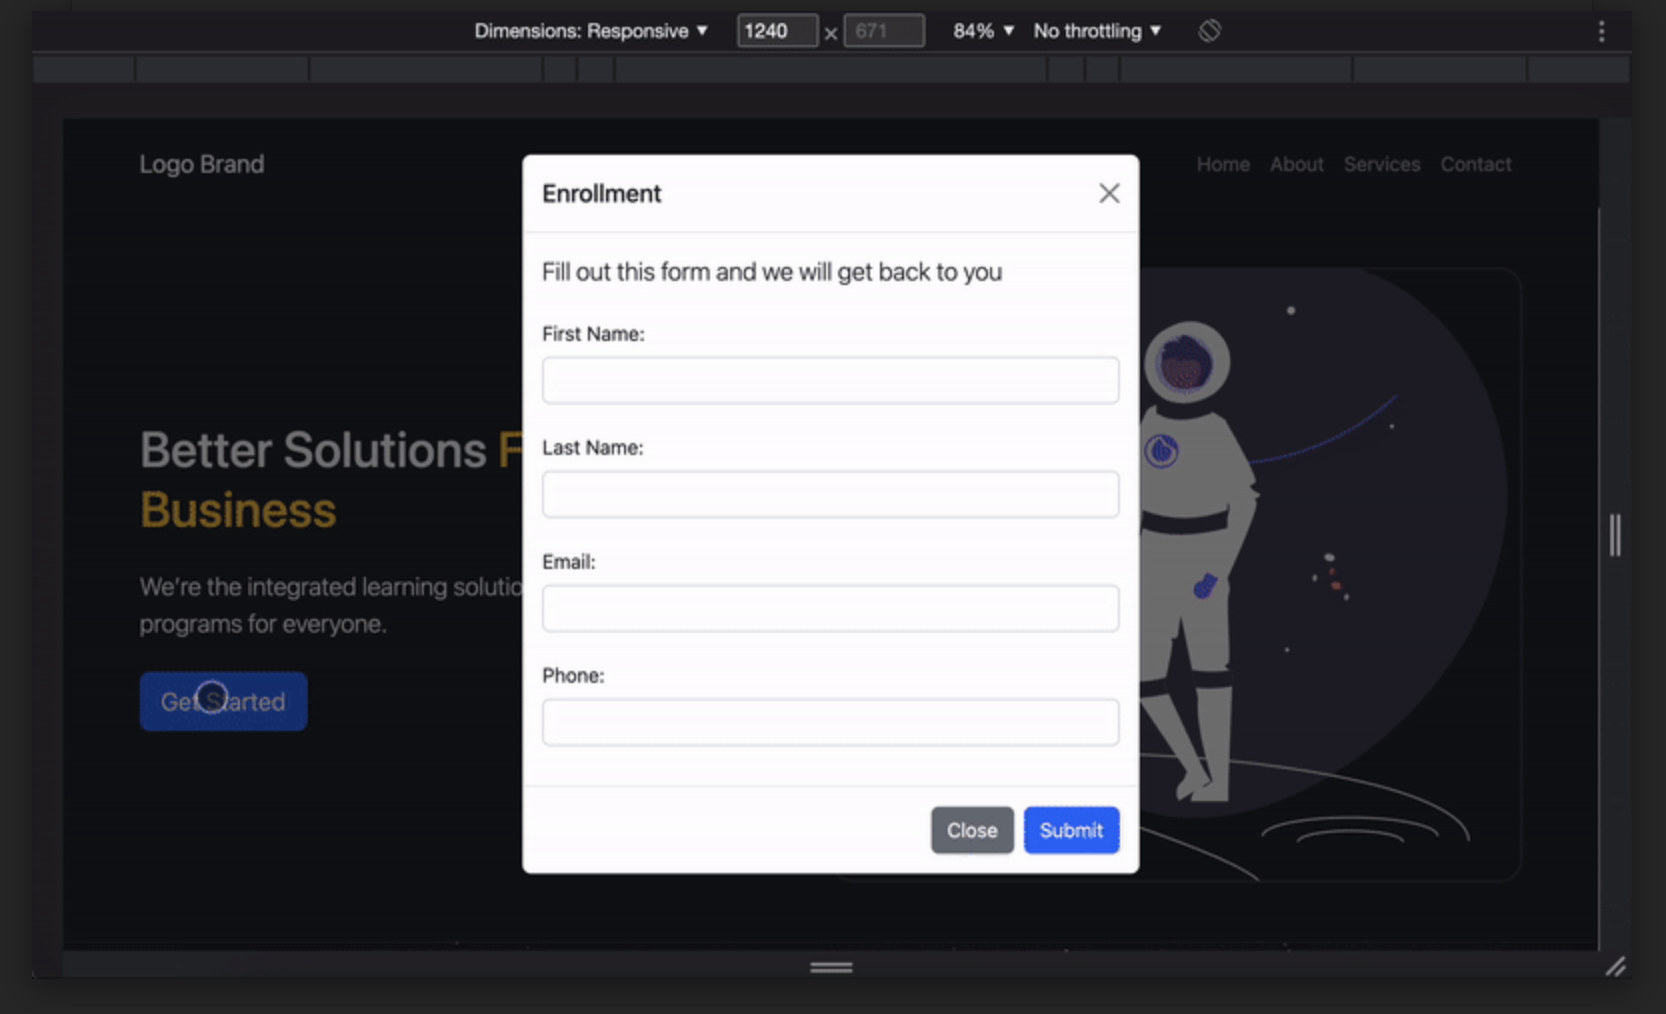 Dimensions: Responsive ▼ 1240 × 671 84% ▼ No throttling ▼
Logo Brand
Home About Services Contact
Enrollment
Fill out this form and we will get back to you
First Name:
Last Name:
Email:
Phone:
Close Submit
Better Solutions F
Business
We're the integrated learning solutio
programs for everyone.
Get Started